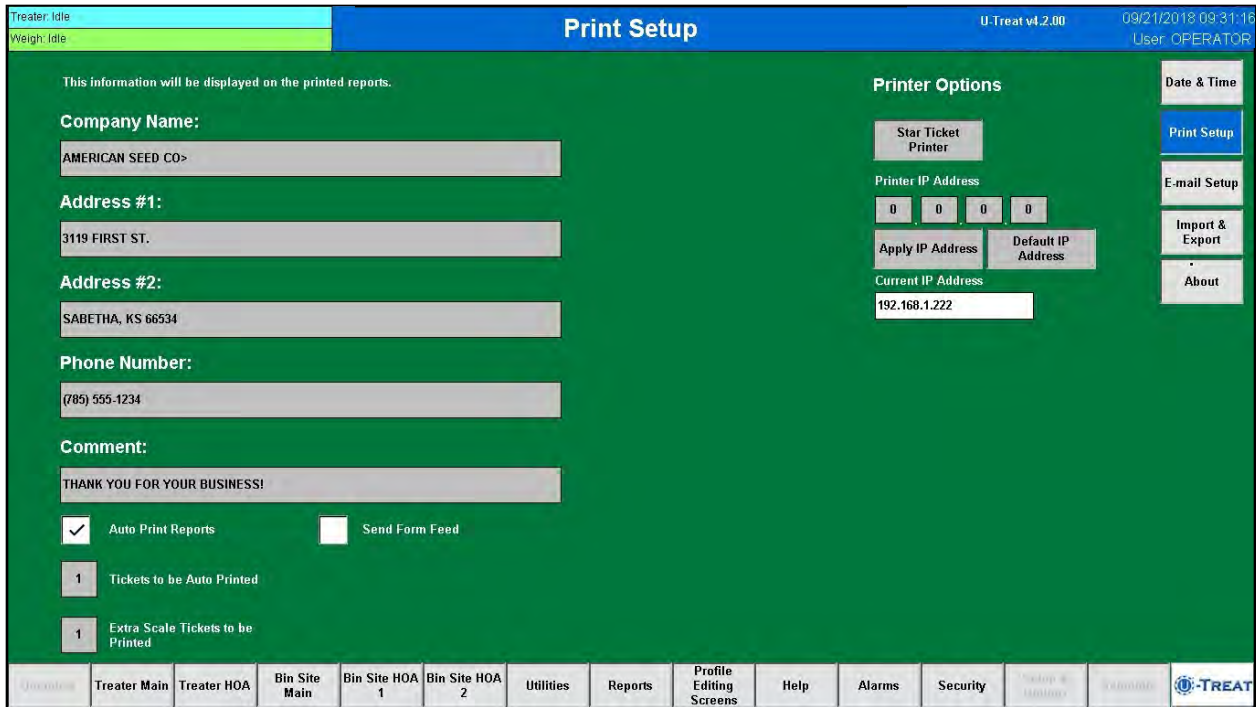 Treater: Idle
Weigh: Idle
Print Setup
U-Treat v4.2.00
09/21/2018 09:31:16
User: OPERATOR
This information will be displayed on the printed reports.
Company Name:
AMERICAN SEED CO>
Address #1:
3119 FIRST ST.
Address #2:
SABETHA, KS 66534
Phone Number:
(785) 555-1234
Comment:
THANK YOU FOR YOUR BUSINESS!
Auto Print Reports
Send Form Feed
1
Tickets to be Auto Printed
1
Extra Scale Tickets to be
Printed
Printer Options
Star Ticket
Printer
Printer IP Address
0 . 0 . 0 . 0
Apply IP Address
Default IP
Address
Current IP Address
192.168.1.222
Date & Time
Print Setup
E-mail Setup
Import &
Export
About
Treater Main
Treater HOA
Bin Site
Main
Bin Site HOA
1
Bin Site HOA
2
Utilities
Reports
Profile
Editing
Screens
Help
Alarms
Security
U-TREAT